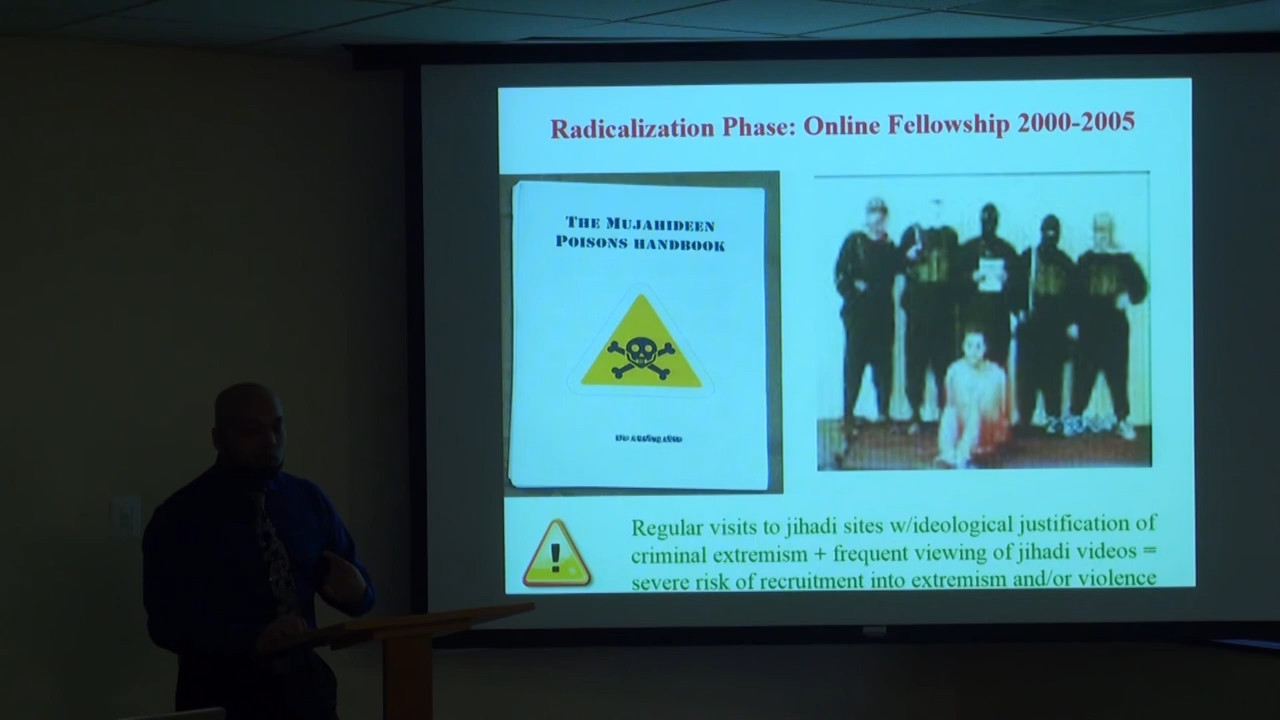 Radicalization Phase: Online Fellowship 2000-2005
THE MUJAHIDEEN
POISONS HANDBOOK
Regular visits to jihadi sites w/ideological justification of
criminal extremism + frequent viewing of jihadi videos =
severe risk of recruitment into extremism and/or violence